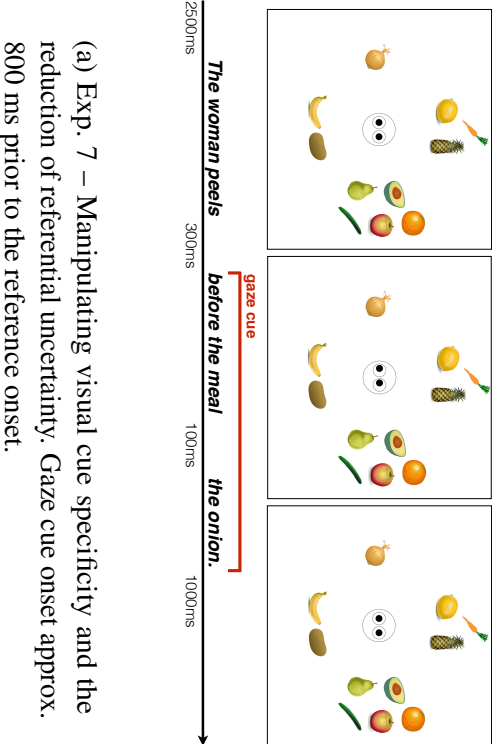 gaze cue
The woman peels before the meal the onion.
2500ms 300ms 100ms 1000ms
(a) Exp. 7 – Manipulating visual cue specificity and the
reduction of referential uncertainty. Gaze cue onset approx.
800 ms prior to the reference onset.